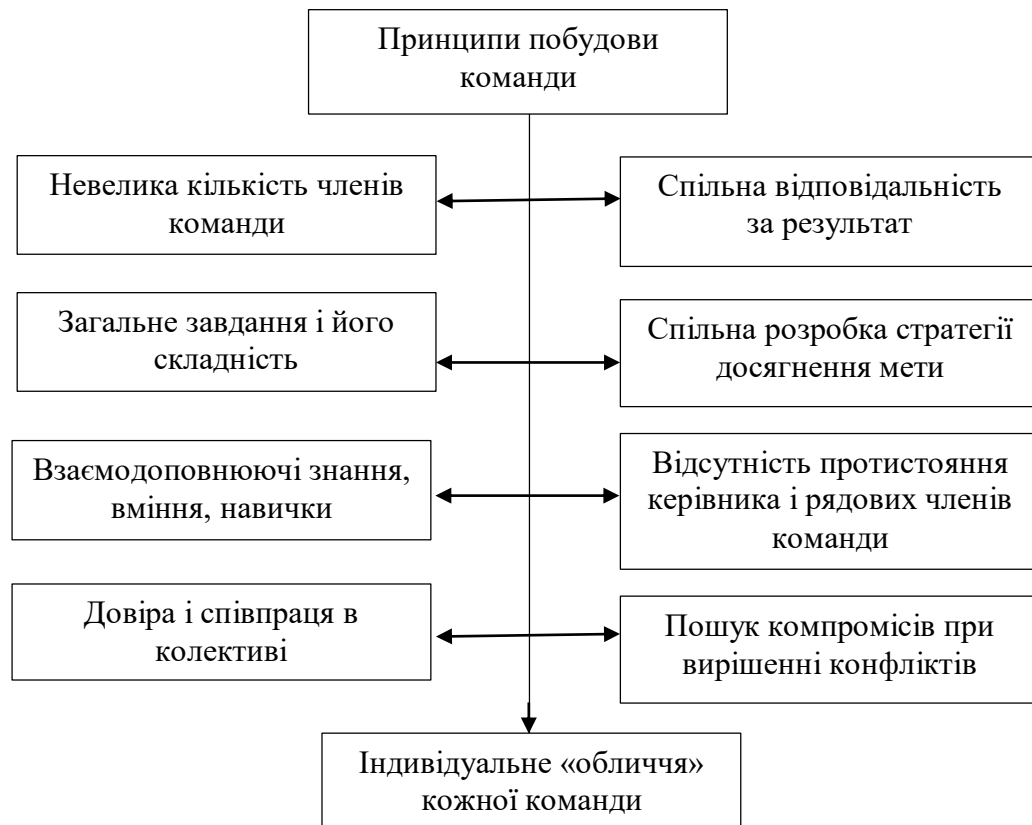 Принципи побудови
команди
Невелика кількість членів
команди
Спільна відповідальність
за результат
Загальне завдання і його
складність
Спільна розробка стратегії
досягнення мети
Взаємодоповнюючі знання,
вміння, навички
Відсутність протистояння
керівника і рядових членів
команди
Довіра і співпраця в
колективі
Пошук компромісів при
вирішенні конфліктів
Індивідуальне «обличчя»
кожної команди